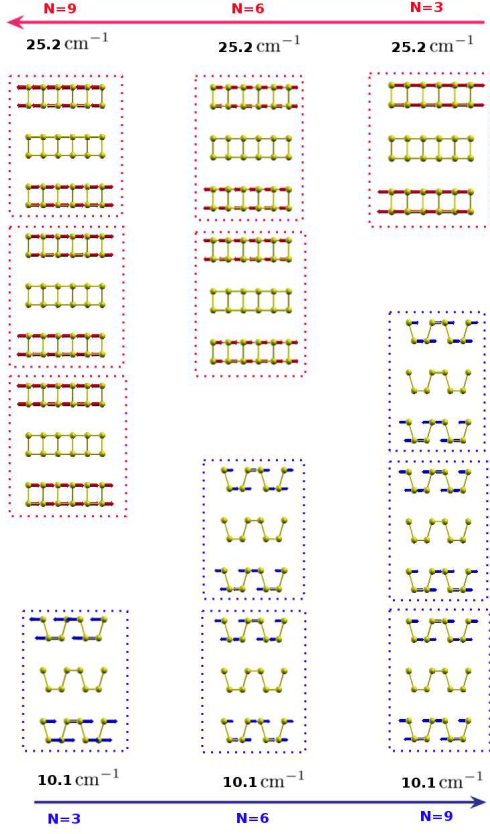 N=9 N=6 N=3
25.2 cm⁻¹ 25.2 cm⁻¹ 25.2 cm⁻¹
10.1 cm⁻¹ 10.1 cm⁻¹ 10.1 cm⁻¹
N=3 N=6 N=9